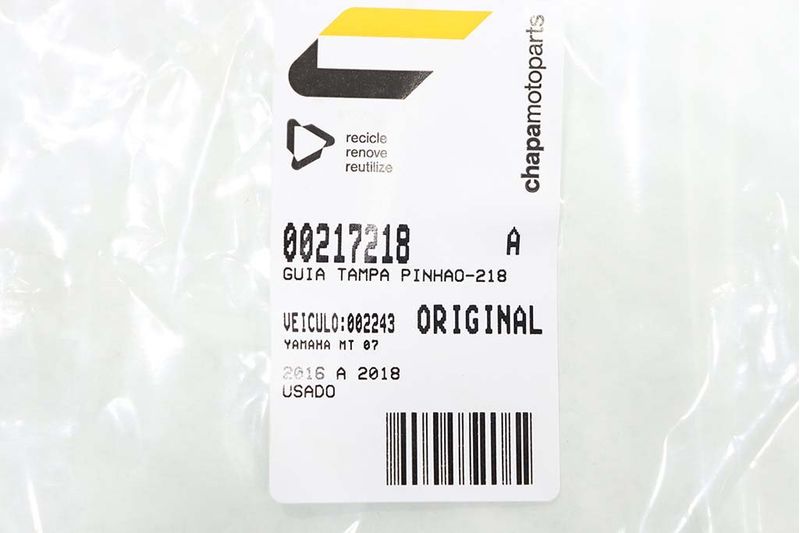 chapamotoparts
recicle
renove
reutilize
00217218 A
GUIA TAMPA PINHAO-218
VEICULO:002243 ORIGINAL
YAMAHA MT 07
2016 A 2018
USADO